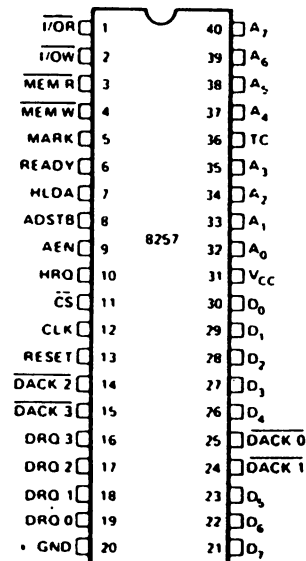 I/OR 1 40 A7
I/OW 2 39 A6
MEM R 3 38 A5
MEM W 4 37 A4
MARK 5 36 TC
READY 6 35 A3
HLDA 7 34 A2
ADSTB 8 33 A1
AEN 9 8257 32 A0
HRQ 10 31 VCC
CS 11 30 D0
CLK 12 29 D1
RESET 13 28 D2
DACK 2 14 27 D3
DACK 3 15 26 D4
DRQ 3 16 25 DACK 0
DRQ 2 17 24 DACK 1
DRQ 1 18 23 D5
DRQ 0 19 22 D6
GND 20 21 D7